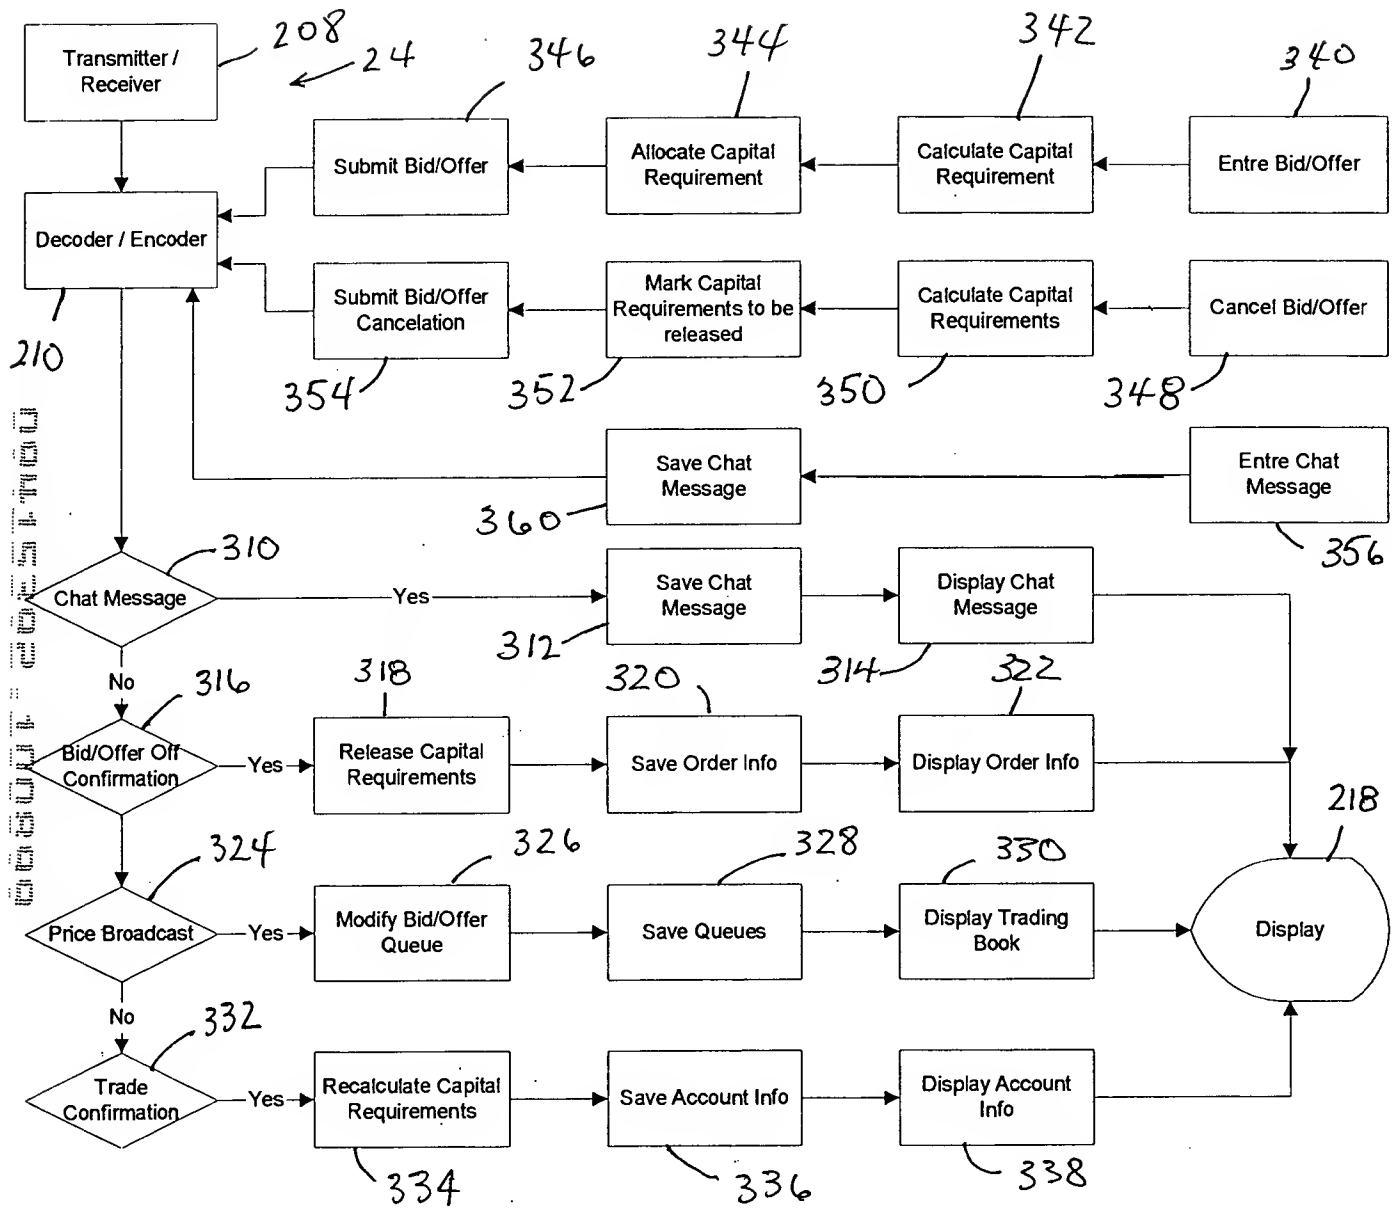 208
24
346
344
342
340
Transmitter /
Receiver
Submit Bid/Offer
Allocate Capital
Requirement
Calculate Capital
Requirement
Entre Bid/Offer
Decoder / Encoder
210
Submit Bid/Offer
Cancelation
Mark Capital
Requirements to be
released
Calculate Capital
Requirements
Cancel Bid/Offer
354
352
350
348
Save Chat
Message
Entre Chat
Message
360
356
310
Chat Message
Yes
Save Chat
Message
Display Chat
Message
312
314
No
316
318
320
322
Bid/Offer Off
Confirmation
Yes
Release Capital
Requirements
Save Order Info
Display Order Info
218
324
326
328
330
Price Broadcast
Yes
Modify Bid/Offer
Queue
Save Queues
Display Trading
Book
Display
No
332
Trade
Confirmation
Yes
Recalculate Capital
Requirements
Save Account Info
Display Account
Info
334
336
338